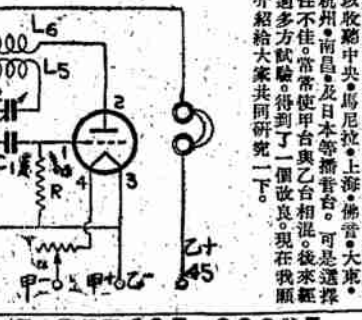 以收聽中央●馬尼拉●上海●佛音●大東●
杭州●南昌●及日本等播音台。可是選擇
性不佳。常常使甲台與乙台相混。後來經
過多方試驗。得到了一個改良。現在我願
介紹給大家共同研究一下。
L6
L5
2
1
R
4
3
甲-
甲+
乙-
乙+
45